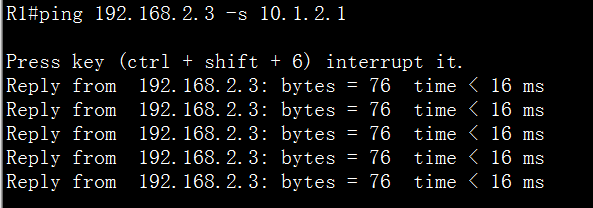 R1#ping 192.168.2.3 -s 10.1.2.1
Press key (ctrl + shift + 6) interrupt it.
Reply from  192.168.2.3: bytes = 76  time < 16 ms
Reply from  192.168.2.3: bytes = 76  time < 16 ms
Reply from  192.168.2.3: bytes = 76  time < 16 ms
Reply from  192.168.2.3: bytes = 76  time < 16 ms
Reply from  192.168.2.3: bytes = 76  time < 16 ms